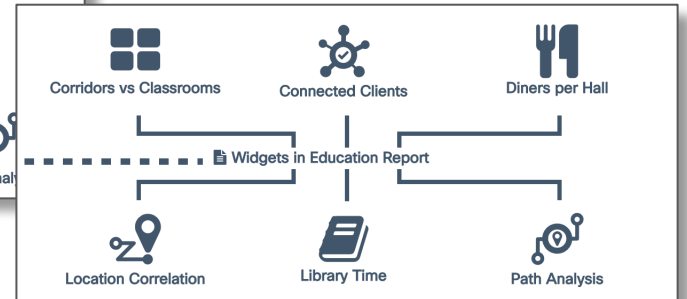 Corridors vs Classrooms
Connected Clients
Diners per Hall
Widgets in Education Report
Location Correlation
Library Time
Path Analysis